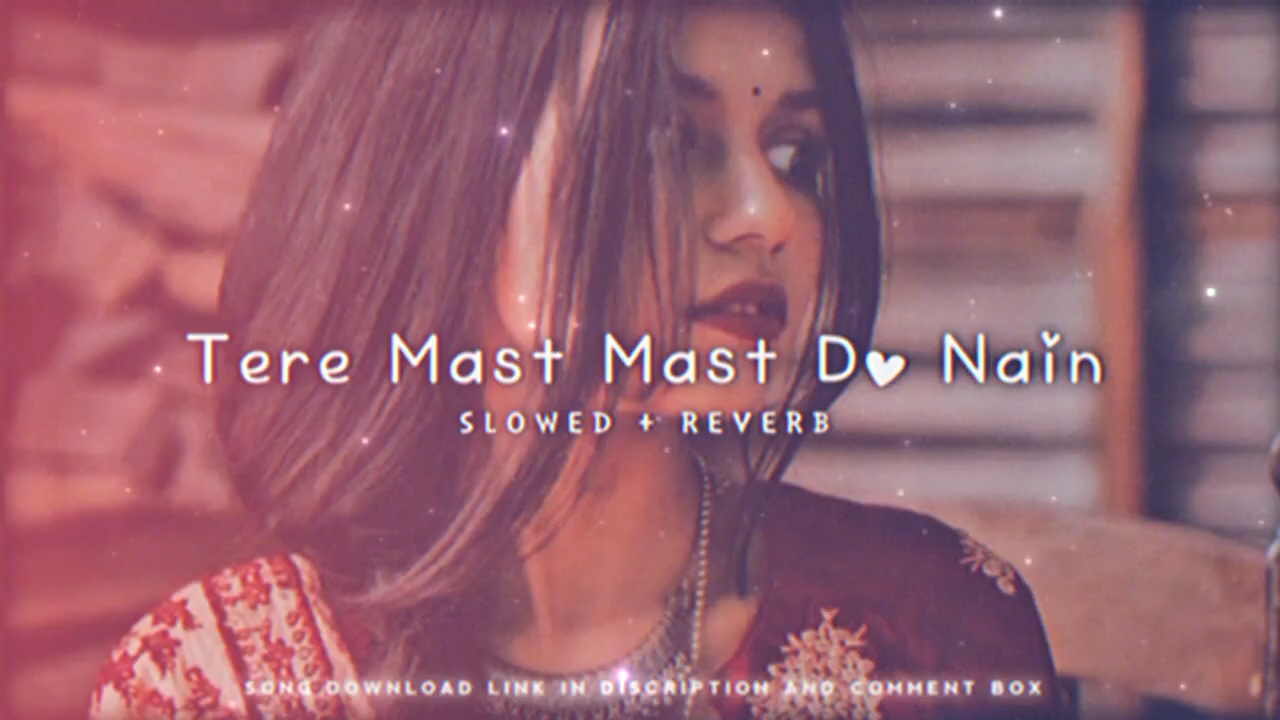 Tere Mast Mast Do Nain
SLOWED + REVERB
SONG DOWNLOAD LINK IN DISCRIPTION AND COMMENT BOX